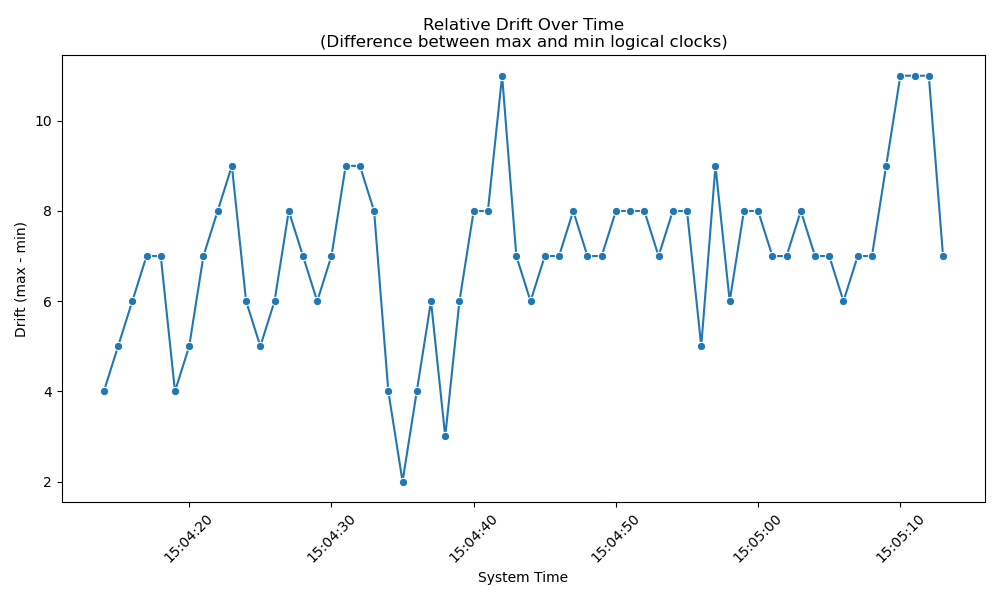 Relative Drift Over Time
(Difference between max and min logical clocks)
Drift (max - min)
10
8
6
4
2
15:04:20
15:04:30
15:04:40
15:04:50
15:05:00
15:05:10
System Time